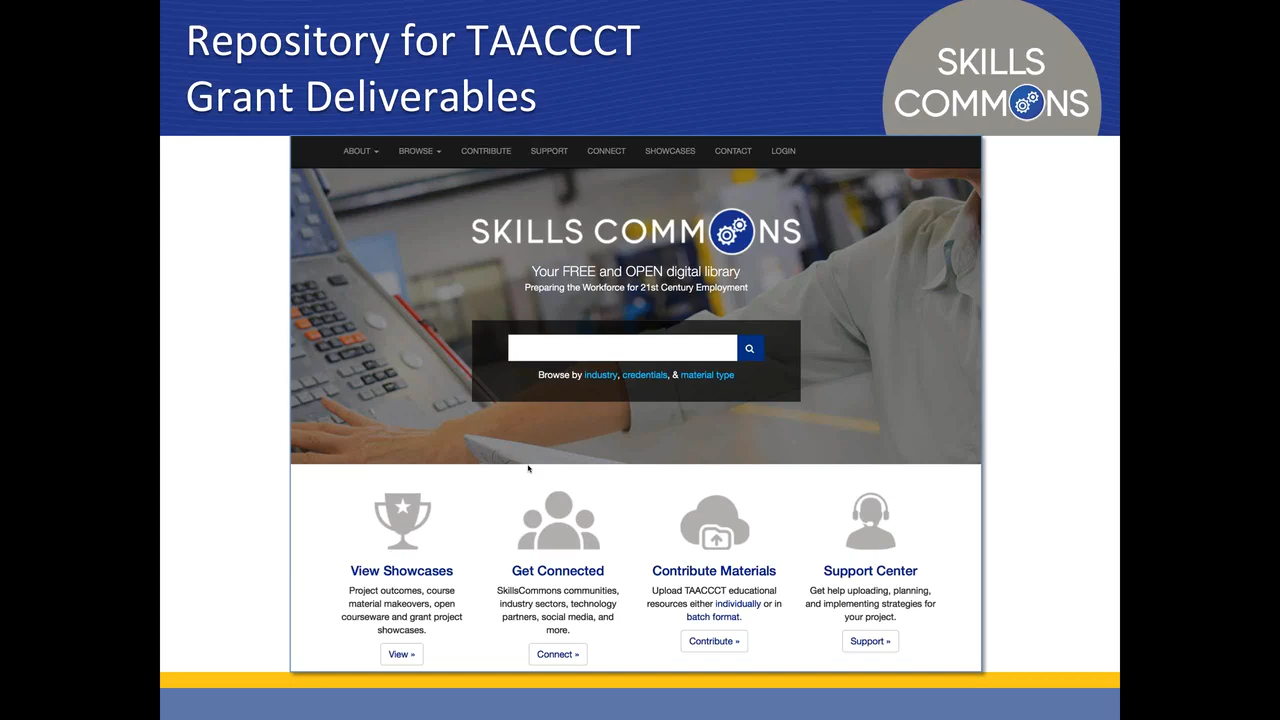 Repository for TAACCCT
Grant Deliverables
SKILLS
COMMONS
ABOUT BROWSE CONTRIBUTE SUPPORT CONNECT SHOWCASES CONTACT LOGIN
SKILLS COMMONS
Your FREE and OPEN digital library
Preparing the Workforce for 21st Century Employment
Browse by industry, credentials, & material type
View Showcases
Project outcomes, course
material makeovers, open
courseware and grant project
showcases.
View »
Get Connected
SkillsCommons communities,
industry sectors, technology
partners, social media, and
more.
Connect »
Contribute Materials
Upload TAACCCT educational
resources either individually or in
batch format.
Contribute »
Support Center
Get help uploading, planning,
and implementing strategies for
your project.
Support »